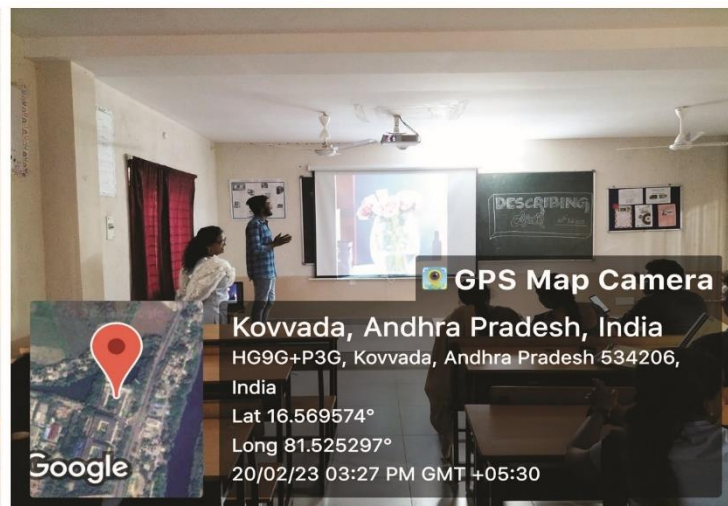 DESCRIBING
GPS Map Camera
Kovvada, Andhra Pradesh, India
HG9G+P3G, Kovvada, Andhra Pradesh 534206,
India
Lat 16.569574°
Long 81.525297°
20/02/23 03:27 PM GMT +05:30
Google